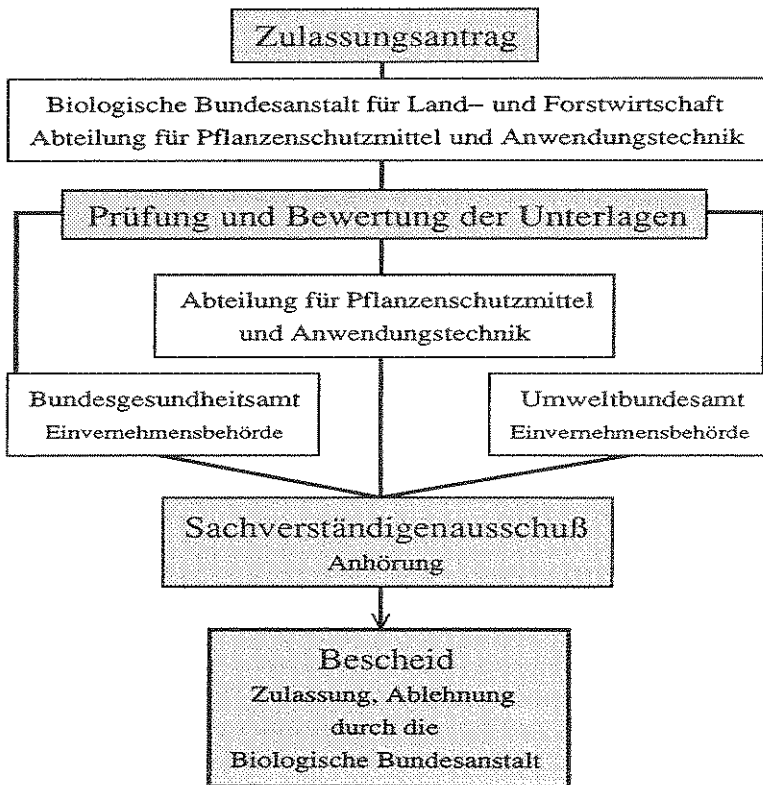 Zulassungsantrag
Biologische Bundesanstalt für Land- und Forstwirtschaft
Abteilung für Pflanzenschutzmittel und Anwendungstechnik
Prüfung und Bewertung der Unterlagen
Abteilung für Pflanzenschutzmittel
und Anwendungstechnik
Bundesgesundheitsamt
Einvernehmensbehörde
Umweltbundesamt
Einvernehmensbehörde
Sachverständigenausschuß
Anhörung
Bescheid
Zulassung, Ablehnung
durch die
Biologische Bundesanstalt